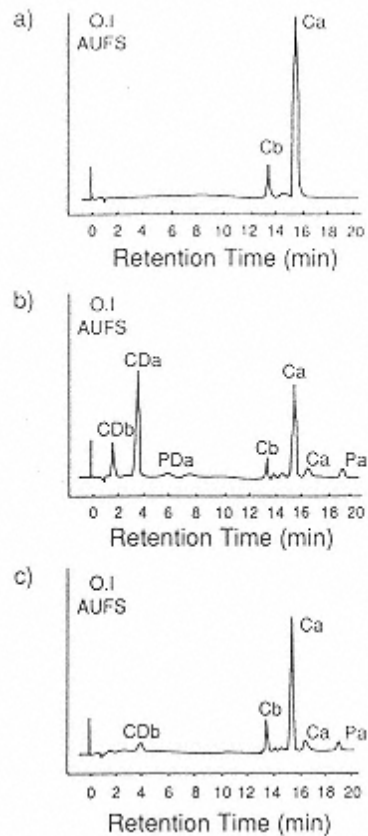 a)
O.I
AUFS
Ca
Cb
0 2 4 6 8 10 12 14 16 18 20
Retention Time (min)
b)
O.I
AUFS
CDa
Ca
CDb
Cb
PDa
Ca
Pa
0 2 4 6 8 10 12 14 16 18 20
Retention Time (min)
c)
O.I
AUFS
Ca
Cb
CDb
Ca
Pa
0 2 4 6 8 10 12 14 16 18 20
Retention Time (min)